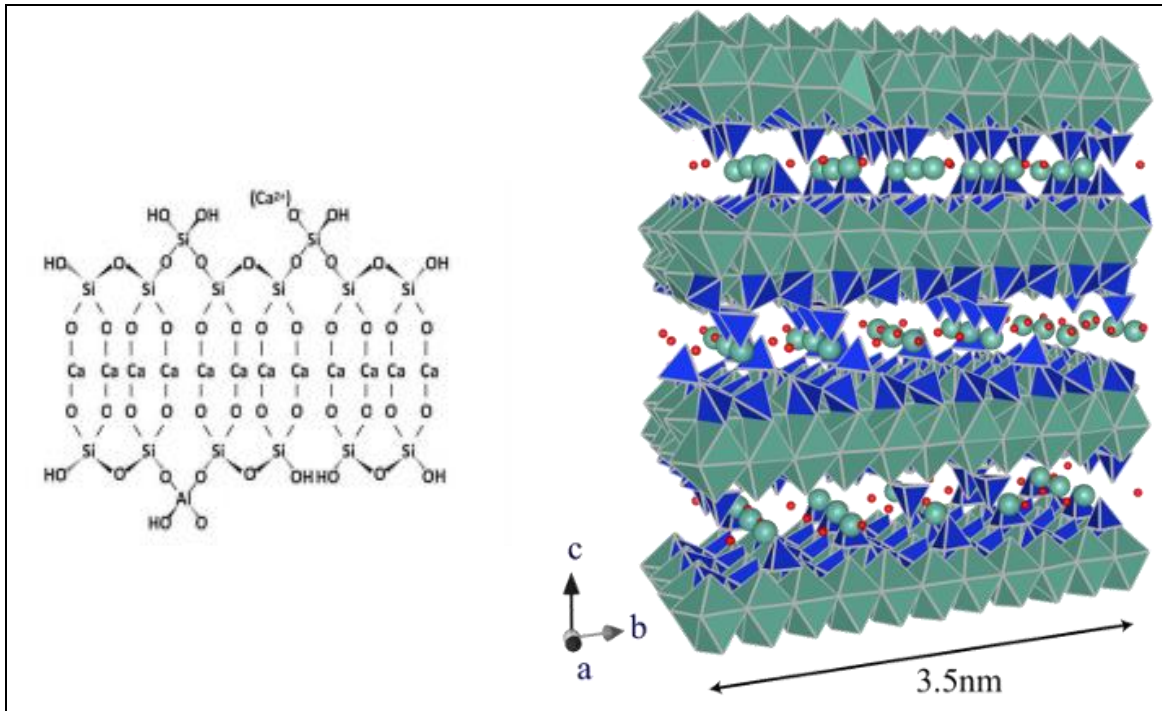 (Ca²⁺)
HO OH O OH
Si Si
HO O O O O O O O OH
Si Si Si Si Si Si
O O O O O O O O O O O O
Ca Ca Ca Ca Ca Ca Ca Ca Ca Ca Ca Ca
O O O O O O O O O O O O
Si Si Si Si Si Si
HO O O O O OH HO O OH
Al
HO O
c
b
a
3.5nm